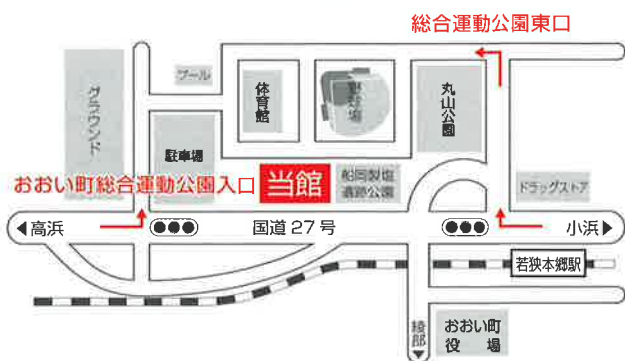 総合運動公園東口
プール
グラウンド
体育館
野球場
丸山公園
駐車場
おおい町総合運動公園入口
当館
船岡製塩
遺跡公園
ドラッグストア
◀高浜
国道27号
小浜▶
若狭本郷駅
綾部▼
おおい町
役場